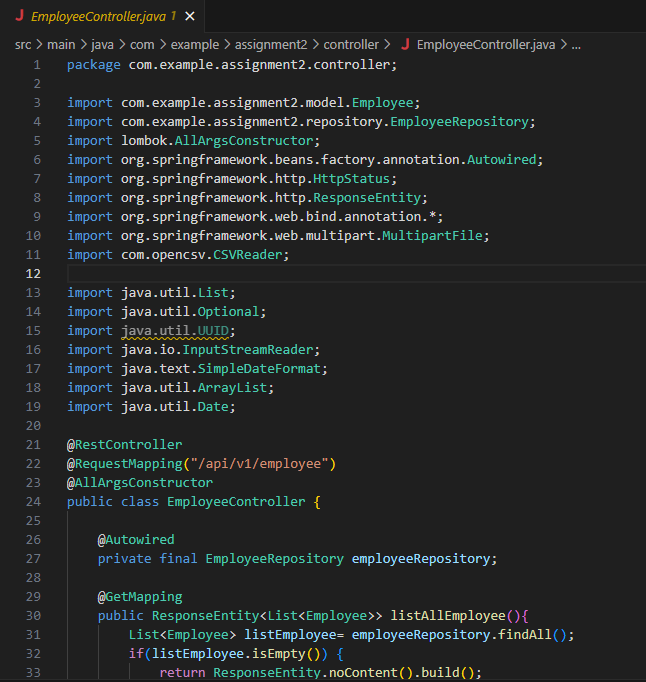 J EmployeeController.java 1 ×
src > main > java > com > example > assignment2 > controller > J EmployeeController.java > ...
1 package com.example.assignment2.controller;
2
3 import com.example.assignment2.model.Employee;
4 import com.example.assignment2.repository.EmployeeRepository;
5 import lombok.AllArgsConstructor;
6 import org.springframework.beans.factory.annotation.Autowired;
7 import org.springframework.http.HttpStatus;
8 import org.springframework.http.ResponseEntity;
9 import org.springframework.web.bind.annotation.*;
10 import org.springframework.web.multipart.MultipartFile;
11 import com.opencsv.CSVReader;
12
13 import java.util.List;
14 import java.util.Optional;
15 import java.util.UUID;
16 import java.io.InputStreamReader;
17 import java.text.SimpleDateFormat;
18 import java.util.ArrayList;
19 import java.util.Date;
20
21 @RestController
22 @RequestMapping("/api/v1/employee")
23 @AllArgsConstructor
24 public class EmployeeController {
25
26     @Autowired
27     private final EmployeeRepository employeeRepository;
28
29     @GetMapping
30     public ResponseEntity<List<Employee>> listAllEmployee(){
31         List<Employee> listEmployee= employeeRepository.findAll();
32         if(listEmployee.isEmpty()) {
33             return ResponseEntity.noContent().build();